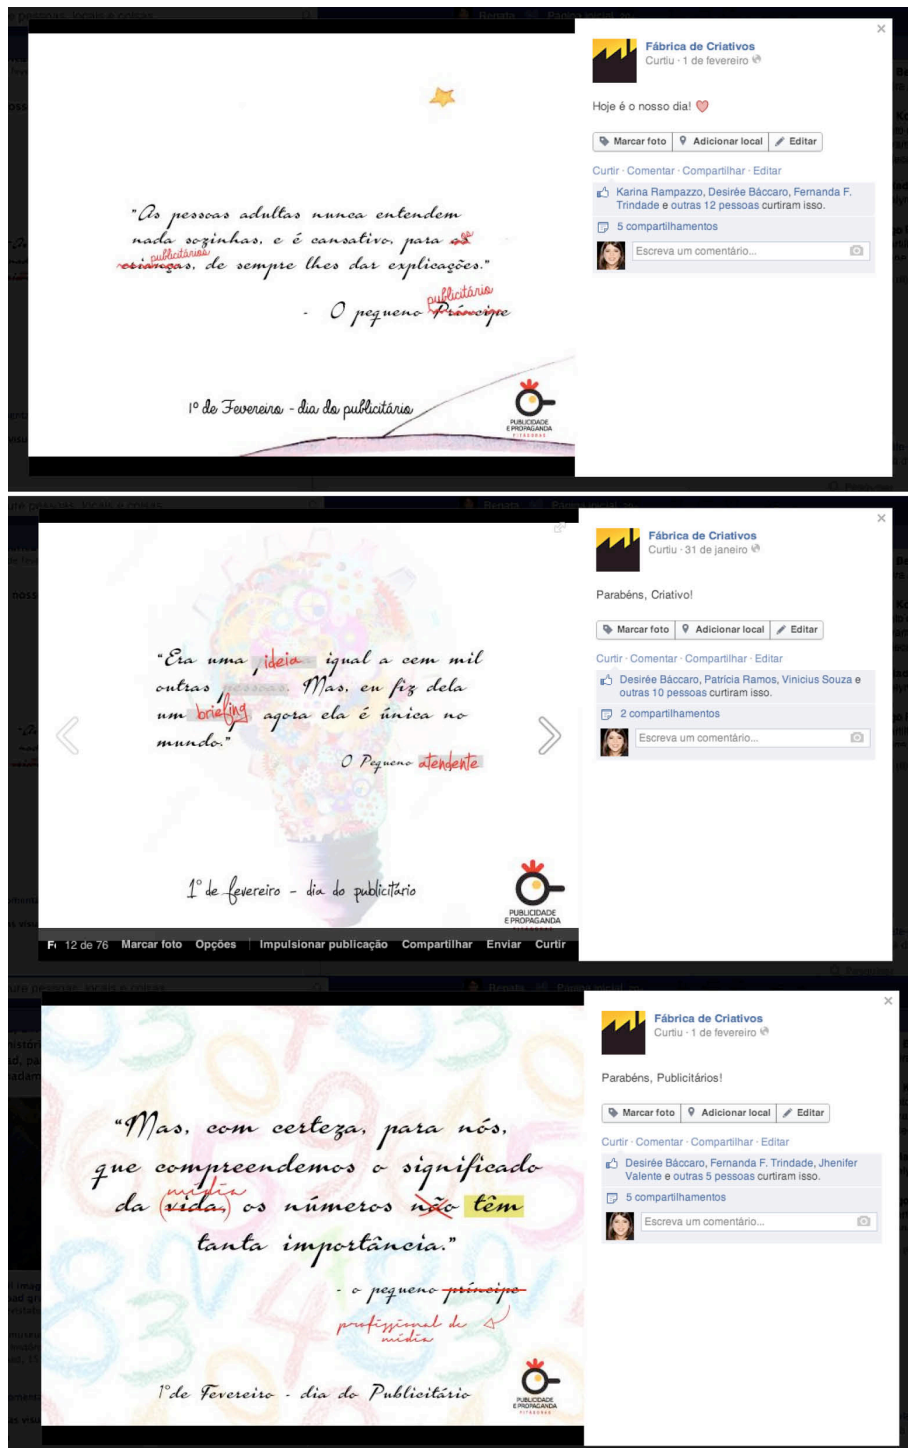 Renata Página inicial
Fábrica de Criativos
Curtiu · 1 de fevereiro
Hoje é o nosso dia!
Marcar foto Adicionar local Editar
Curtir · Comentar · Compartilhar · Editar
Karina Rampazzo, Desirée Báccaro, Fernanda F.
Trindade e outras 12 pessoas curtiram isso.
5 compartilhamentos
Escreva um comentário...
"As pessoas adultas nunca entendem
nada sozinhas, e é cansativo, para as
publicitários
crianças, de sempre lhes dar explicações."
publicitário
- O pequeno Príncipe
1º de Fevereiro - dia do publicitário
PUBLICIDADE
E PROPAGANDA
PITÁGORAS
Fábrica de Criativos
Curtiu · 31 de janeiro
Parabéns, Criativo!
Marcar foto Adicionar local Editar
Curtir · Comentar · Compartilhar · Editar
Desirée Báccaro, Patrícia Ramos, Vinicius Souza e
outras 10 pessoas curtiram isso.
2 compartilhamentos
Escreva um comentário...
"Era uma ideia igual a cem mil
outras pessoas. Mas, eu fiz dela
um briefing agora ela é única no
mundo."
O Pequeno atendente
1º de fevereiro - dia do publicitário
PUBLICIDADE
E PROPAGANDA
12 de 76 Marcar foto Opções Impulsionar publicação Compartilhar Enviar Curtir
Fábrica de Criativos
Curtiu · 1 de fevereiro
Parabéns, Publicitários!
Marcar foto Adicionar local Editar
Curtir · Comentar · Compartilhar · Editar
Desirée Báccaro, Fernanda F. Trindade, Jhenifer
Valente e outras 5 pessoas curtiram isso.
5 compartilhamentos
Escreva um comentário...
"Mas, com certeza, para nós,
que compreendemos o significado
mídia
da (vida,) os números não têm
tanta importância."
- o pequeno príncipe
profissional de
mídia
1º de Fevereiro - dia do Publicitário
PUBLICIDADE
E PROPAGANDA
PITÁGORAS